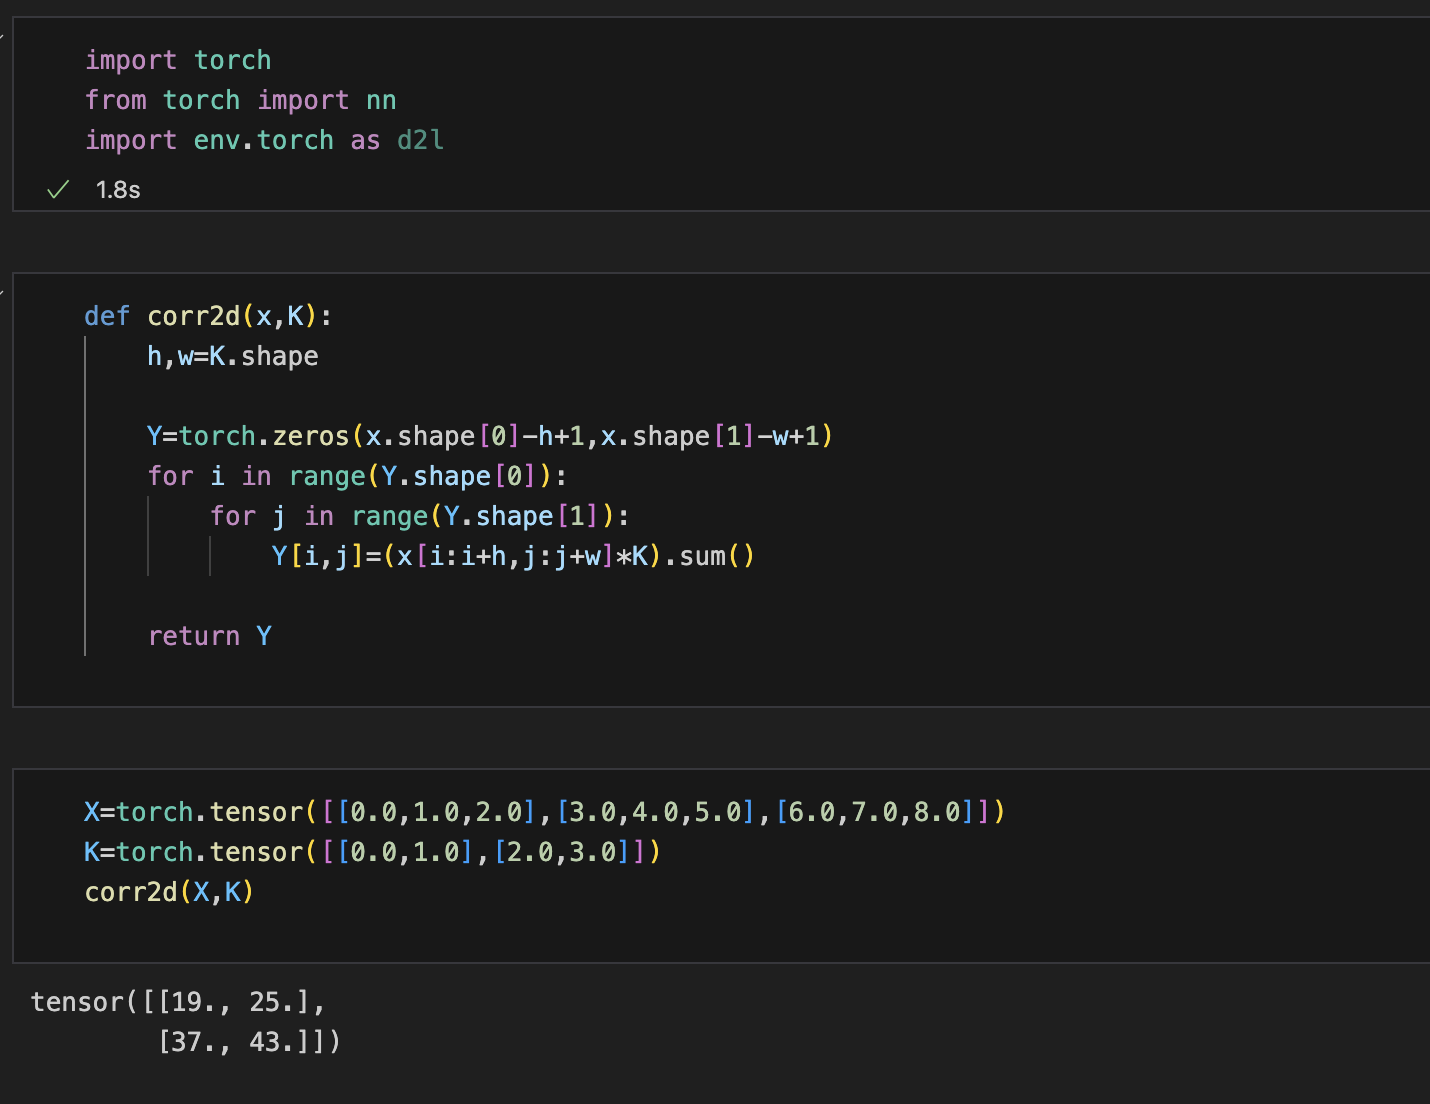 import torch
from torch import nn
import env.torch as d2l
1.8s
def corr2d(x,K):
    h,w=K.shape
    Y=torch.zeros(x.shape[0]-h+1,x.shape[1]-w+1)
    for i in range(Y.shape[0]):
        for j in range(Y.shape[1]):
            Y[i,j]=(x[i:i+h,j:j+w]*K).sum()
    return Y
X=torch.tensor([[0.0,1.0,2.0],[3.0,4.0,5.0],[6.0,7.0,8.0]])
K=torch.tensor([[0.0,1.0],[2.0,3.0]])
corr2d(X,K)
tensor([[19., 25.],
        [37., 43.]])